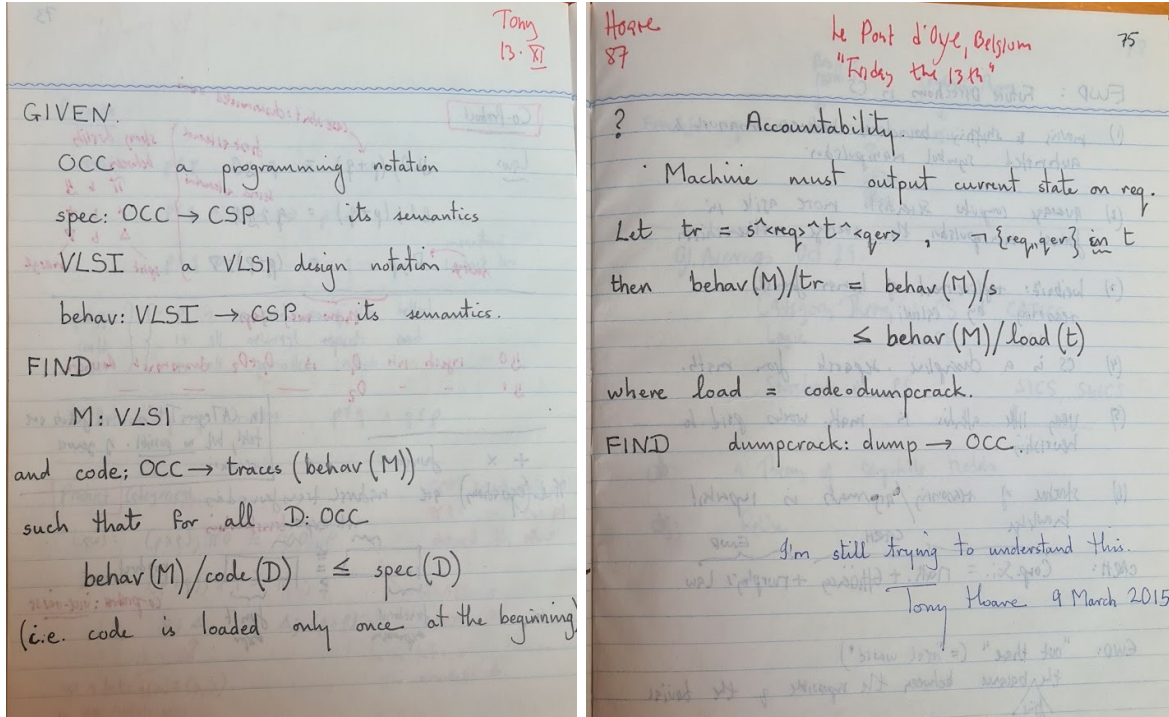 Tony
13·XI
GIVEN.
OCC a programming notation
spec: OCC → CSP its semantics
VLSI a VLSI design notation
behav: VLSI → CSP its semantics.
FIND
M: VLSI
and code: OCC → traces (behav(M))
such that for all D: OCC
behav(M)/code(D) ≤ spec(D)
(i.e. code is loaded only once at the beginning)
Hoare
87
Le Pont d'Oye, Belgium
"Friday the 13th"
75
? Accountability
· Machine must output current state on req.
Let tr = s^<req>^t^<qer> , ¬{req,qer} in t
then behav(M)/tr = behav(M)/s
≤ behav(M)/load(t)
where load = code∘dumpcrack.
FIND dumpcrack: dump → OCC.
I'm still trying to understand this.
Tony Hoare 9 March 2015